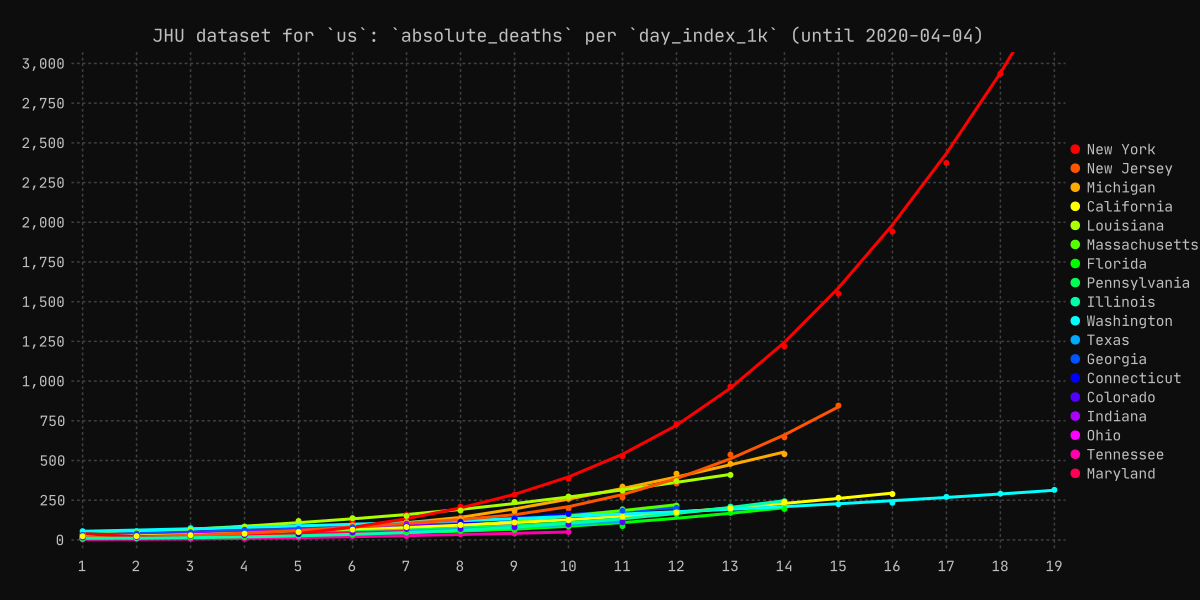 JHU dataset for `us`: `absolute_deaths` per `day_index_1k` (until 2020-04-04)
3,000
2,750
2,500
2,250
2,000
1,750
1,500
1,250
1,000
750
500
250
0
1 2 3 4 5 6 7 8 9 10 11 12 13 14 15 16 17 18 19
New York
New Jersey
Michigan
California
Louisiana
Massachusetts
Florida
Pennsylvania
Illinois
Washington
Texas
Georgia
Connecticut
Colorado
Indiana
Ohio
Tennessee
Maryland